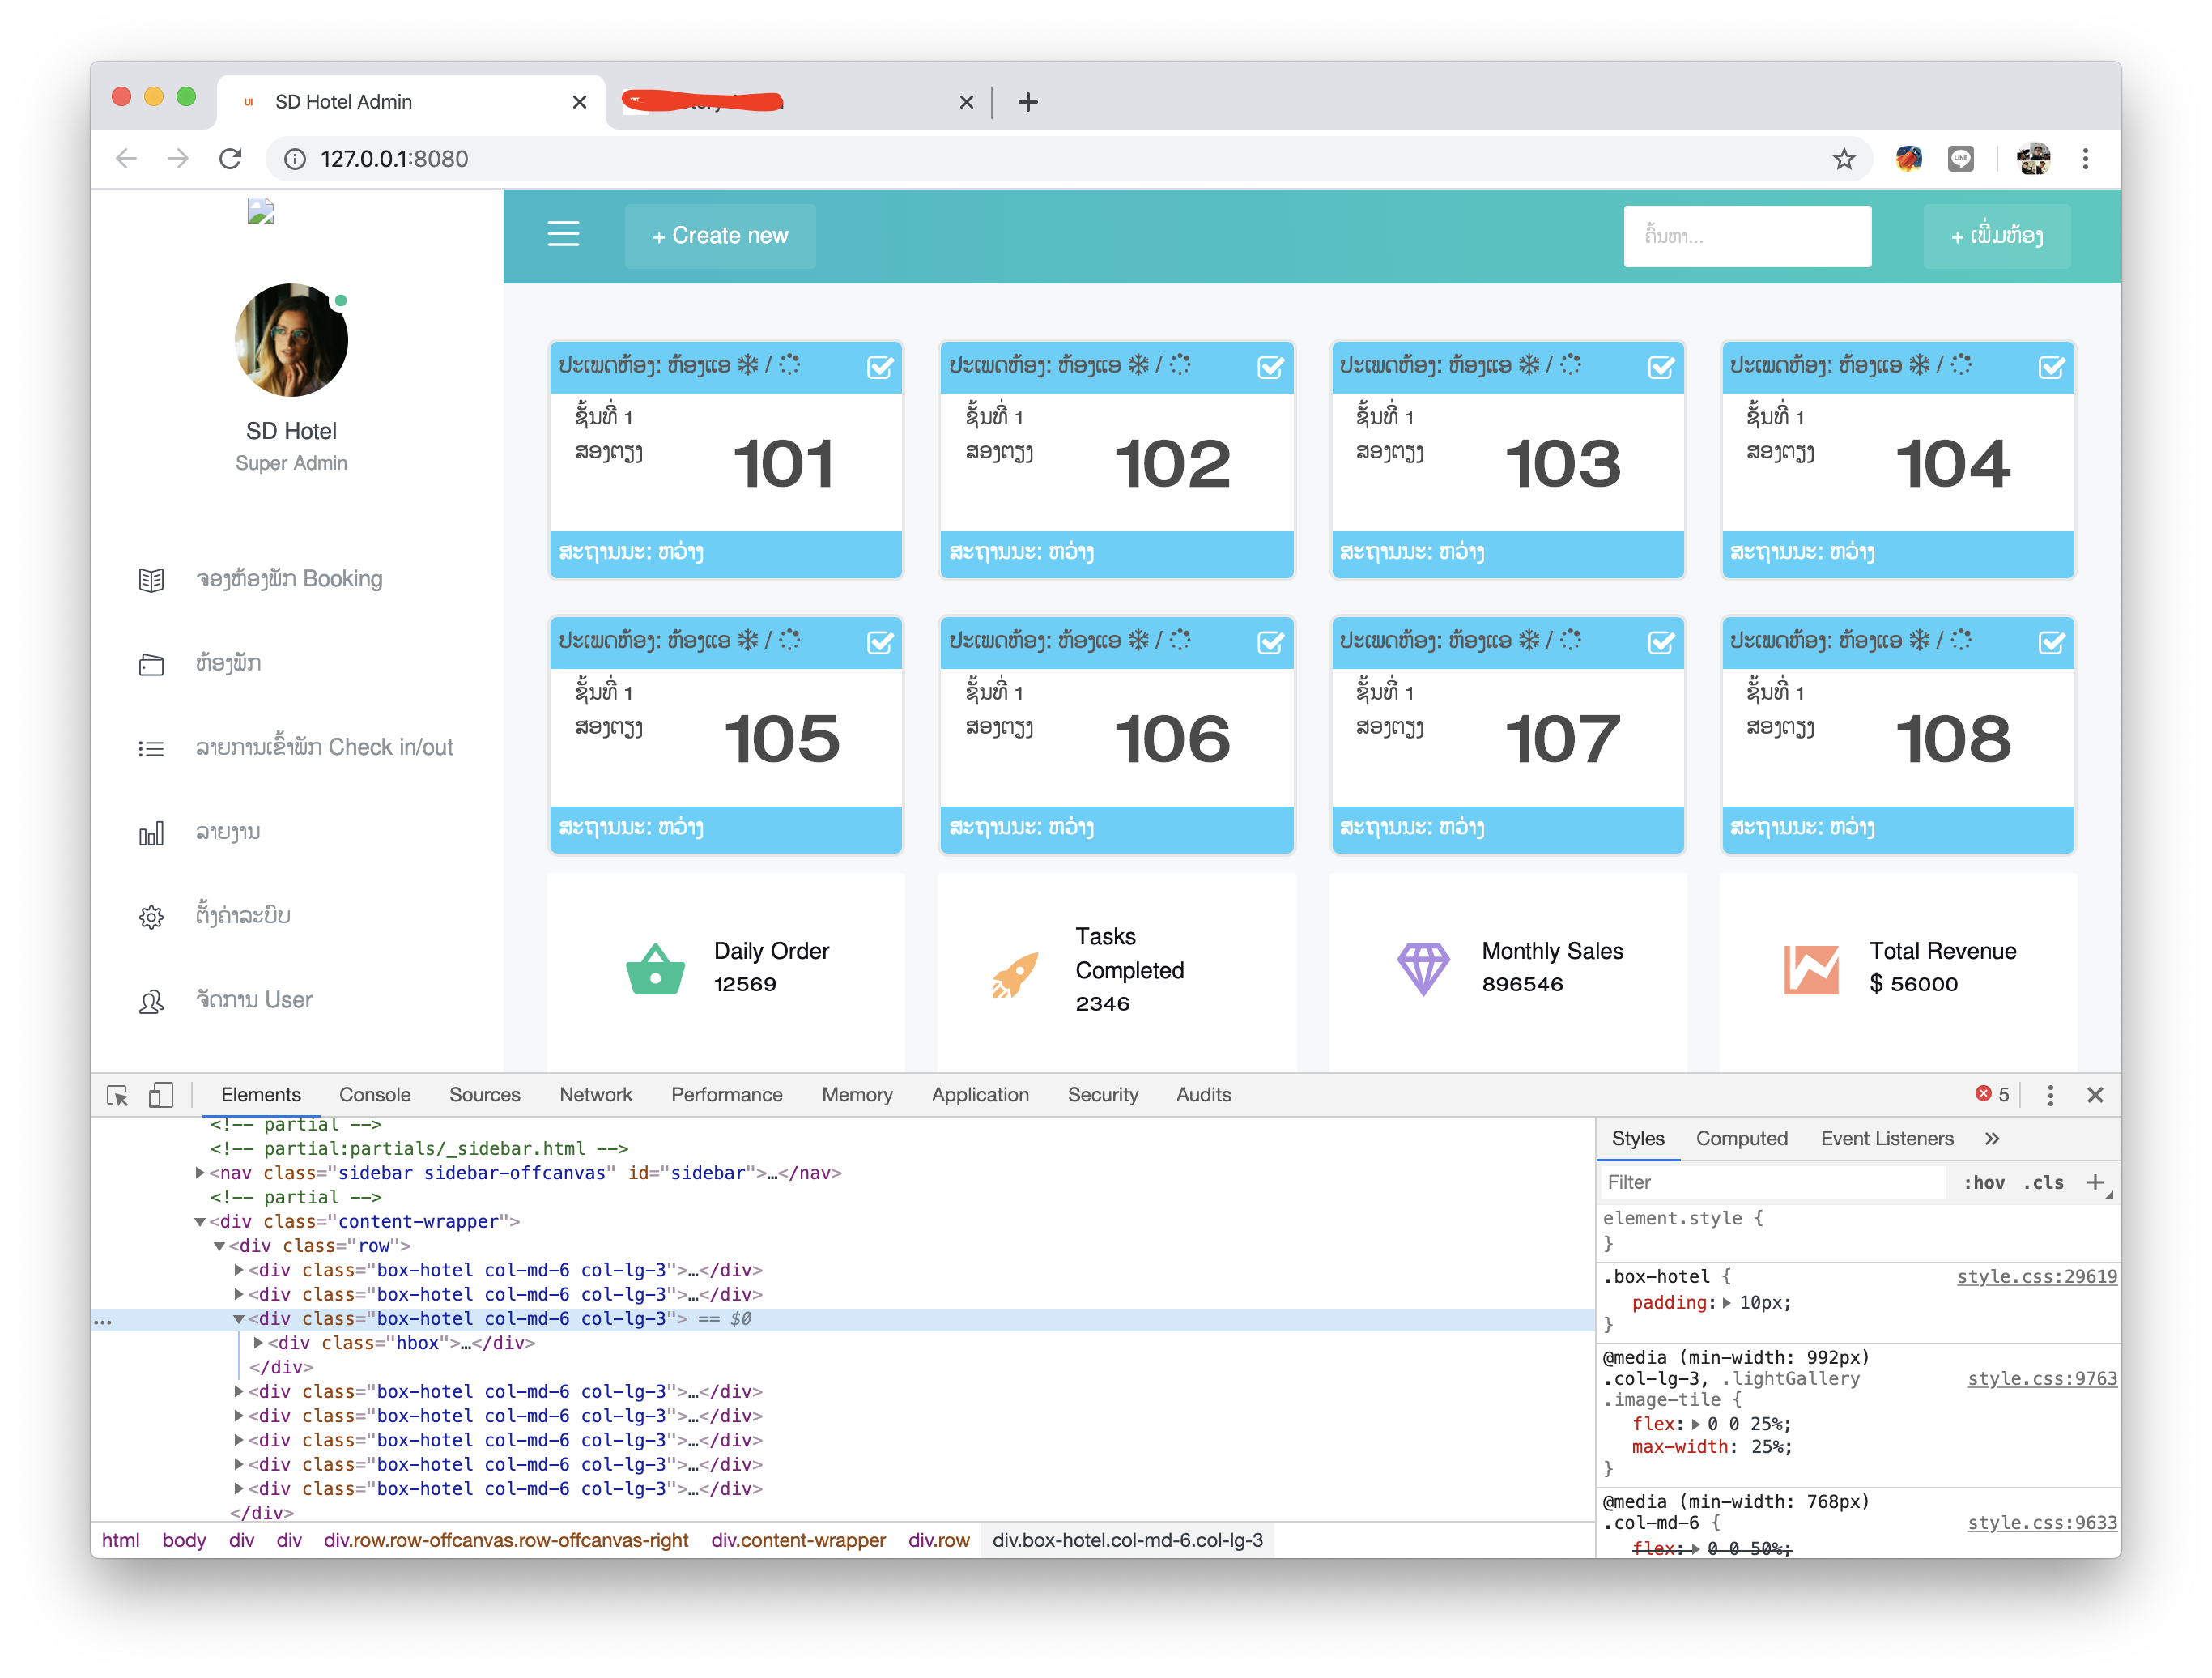 UI SD Hotel Admin
127.0.0.1:8080
+ Create new
ຄົ້ນຫາ...
+ ເພີ່ມຫ້ອງ
SD Hotel
Super Admin
ຈອງຫ້ອງພັກ Booking
ຫ້ອງພັກ
ລາຍການເຂົ້າພັກ Check in/out
ລາຍງານ
ຕັ້ງຄ່າລະບົບ
ຈັດການ User
ປະເພດຫ້ອງ: ຫ້ອງແອ /
ຊັ້ນທີ່ 1
ສອງຕຽງ
101
ສະຖານນະ: ຫວ່າງ
ປະເພດຫ້ອງ: ຫ້ອງແອ /
ຊັ້ນທີ່ 1
ສອງຕຽງ
102
ສະຖານນະ: ຫວ່າງ
ປະເພດຫ້ອງ: ຫ້ອງແອ /
ຊັ້ນທີ່ 1
ສອງຕຽງ
103
ສະຖານນະ: ຫວ່າງ
ປະເພດຫ້ອງ: ຫ້ອງແອ /
ຊັ້ນທີ່ 1
ສອງຕຽງ
104
ສະຖານນະ: ຫວ່າງ
ປະເພດຫ້ອງ: ຫ້ອງແອ /
ຊັ້ນທີ່ 1
ສອງຕຽງ
105
ສະຖານນະ: ຫວ່າງ
ປະເພດຫ້ອງ: ຫ້ອງແອ /
ຊັ້ນທີ່ 1
ສອງຕຽງ
106
ສະຖານນະ: ຫວ່າງ
ປະເພດຫ້ອງ: ຫ້ອງແອ /
ຊັ້ນທີ່ 1
ສອງຕຽງ
107
ສະຖານນະ: ຫວ່າງ
ປະເພດຫ້ອງ: ຫ້ອງແອ /
ຊັ້ນທີ່ 1
ສອງຕຽງ
108
ສະຖານນະ: ຫວ່າງ
Daily Order
12569
Tasks
Completed
2346
Monthly Sales
896546
Total Revenue
$ 56000
Elements Console Sources Network Performance Memory Application Security Audits 5
<!-- partial -->
<!-- partial:partials/_sidebar.html -->
<nav class="sidebar sidebar-offcanvas" id="sidebar">…</nav>
<!-- partial -->
<div class="content-wrapper">
<div class="row">
<div class="box-hotel col-md-6 col-lg-3">…</div>
<div class="box-hotel col-md-6 col-lg-3">…</div>
<div class="box-hotel col-md-6 col-lg-3"> == $0
<div class="hbox">…</div>
</div>
<div class="box-hotel col-md-6 col-lg-3">…</div>
<div class="box-hotel col-md-6 col-lg-3">…</div>
<div class="box-hotel col-md-6 col-lg-3">…</div>
<div class="box-hotel col-md-6 col-lg-3">…</div>
<div class="box-hotel col-md-6 col-lg-3">…</div>
</div>
html body div div div.row.row-offcanvas.row-offcanvas-right div.content-wrapper div.row div.box-hotel.col-md-6.col-lg-3
Styles Computed Event Listeners »
Filter :hov .cls +
element.style {
}
.box-hotel { style.css:29619
padding: 10px;
}
@media (min-width: 992px)
.col-lg-3, .lightGallery style.css:9763
.image-tile {
flex: 0 0 25%;
max-width: 25%;
}
@media (min-width: 768px)
.col-md-6 { style.css:9633
flex: 0 0 50%;